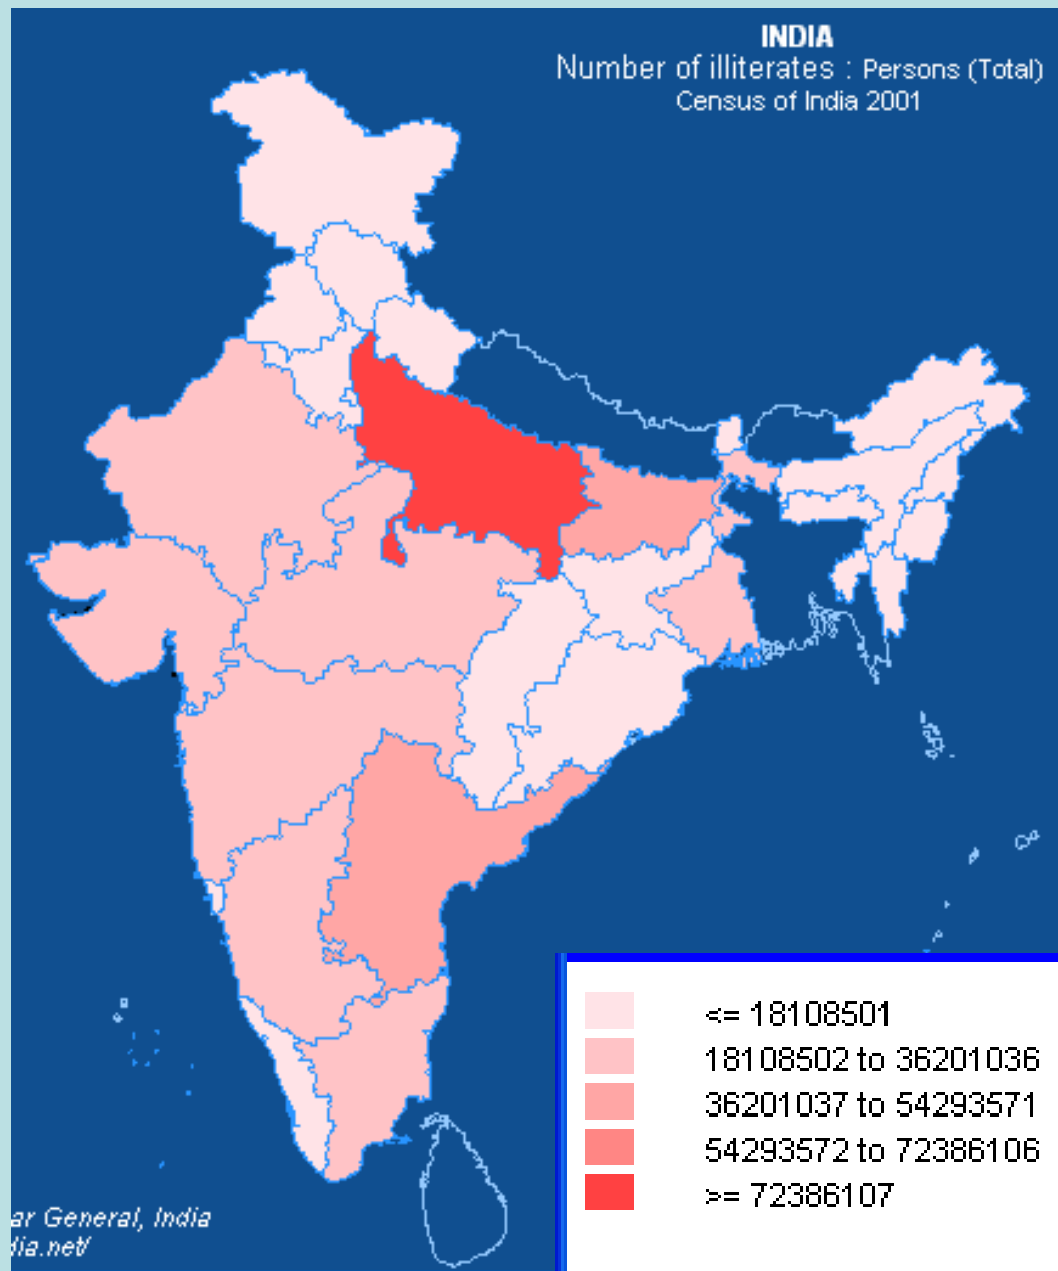 INDIA
Number of illiterates : Persons (Total)
Census of India 2001
<= 18108501
18108502 to 36201036
36201037 to 54293571
54293572 to 72386106
>= 72386107
ar General, India
dia.net/